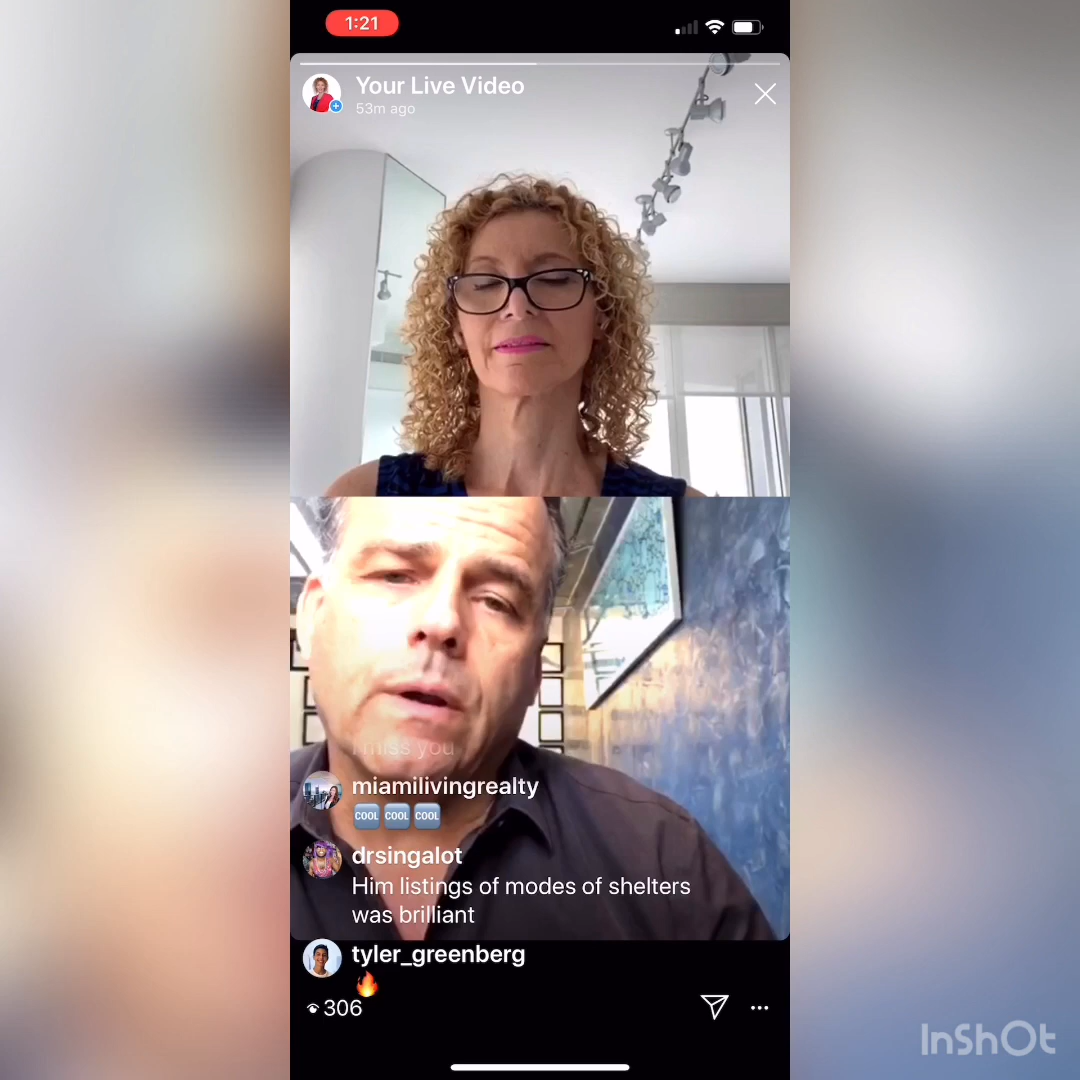 1:21
Your Live Video
53m ago
I miss you
miamilivingrealty
COOL COOL COOL
drsingalot
Him listings of modes of shelters
was brilliant
tyler_greenberg
306
InShOt